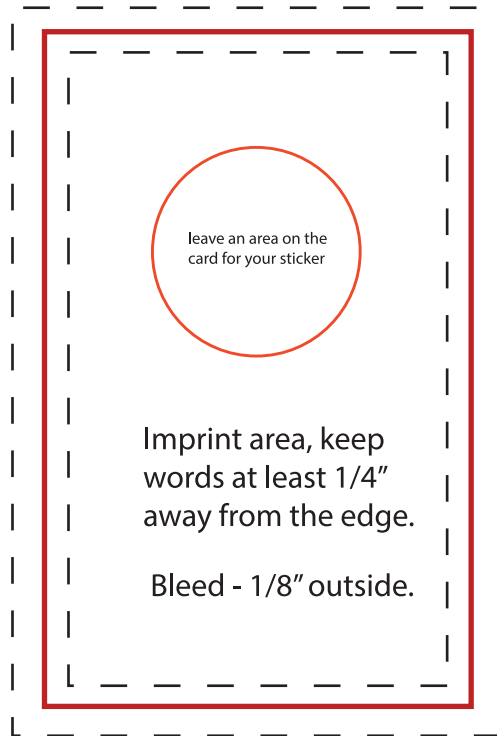 leave an area on the
card for your sticker
Imprint area, keep
words at least 1/4”
away from the edge.
Bleed - 1/8” outside.